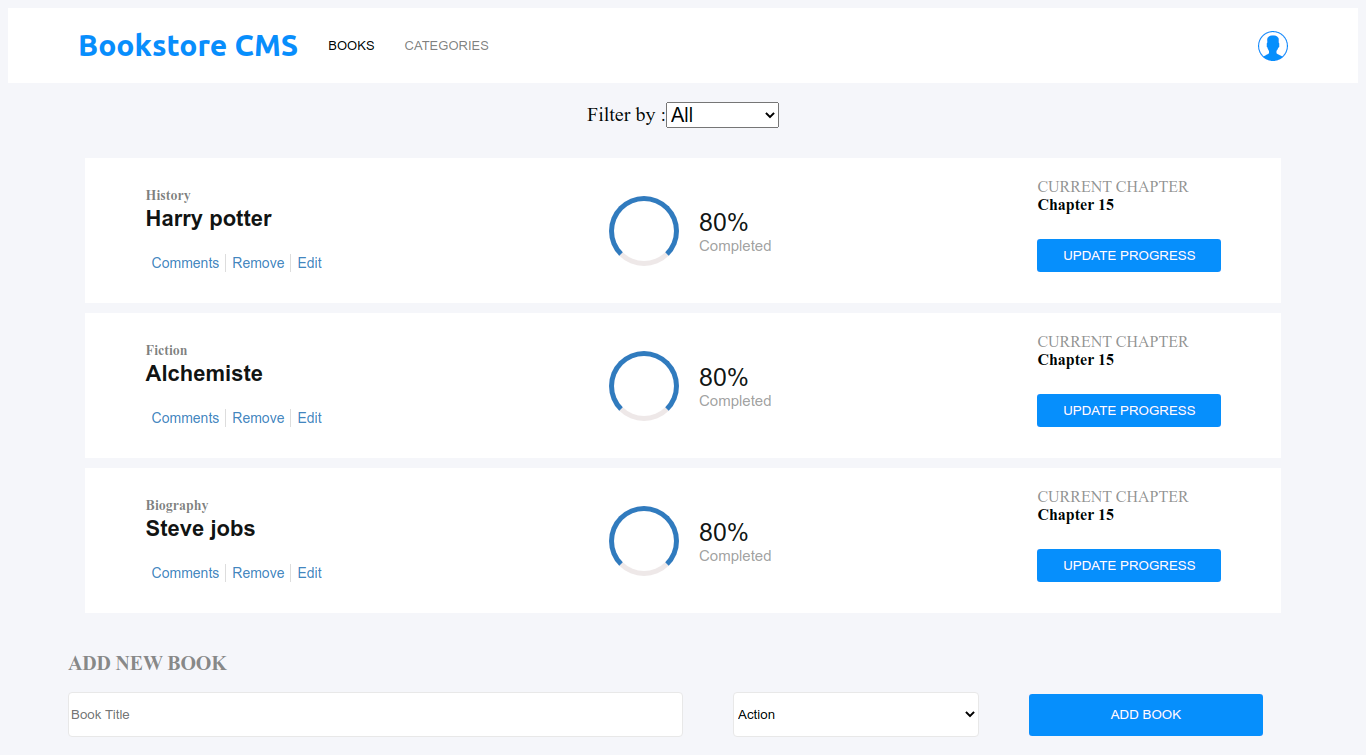 Bookstore CMS BOOKS CATEGORIES
Filter by : All
History
Harry potter
Comments Remove Edit
80%
Completed
CURRENT CHAPTER
Chapter 15
UPDATE PROGRESS
Fiction
Alchemiste
Comments Remove Edit
80%
Completed
CURRENT CHAPTER
Chapter 15
UPDATE PROGRESS
Biography
Steve jobs
Comments Remove Edit
80%
Completed
CURRENT CHAPTER
Chapter 15
UPDATE PROGRESS
ADD NEW BOOK
Book Title Action ADD BOOK